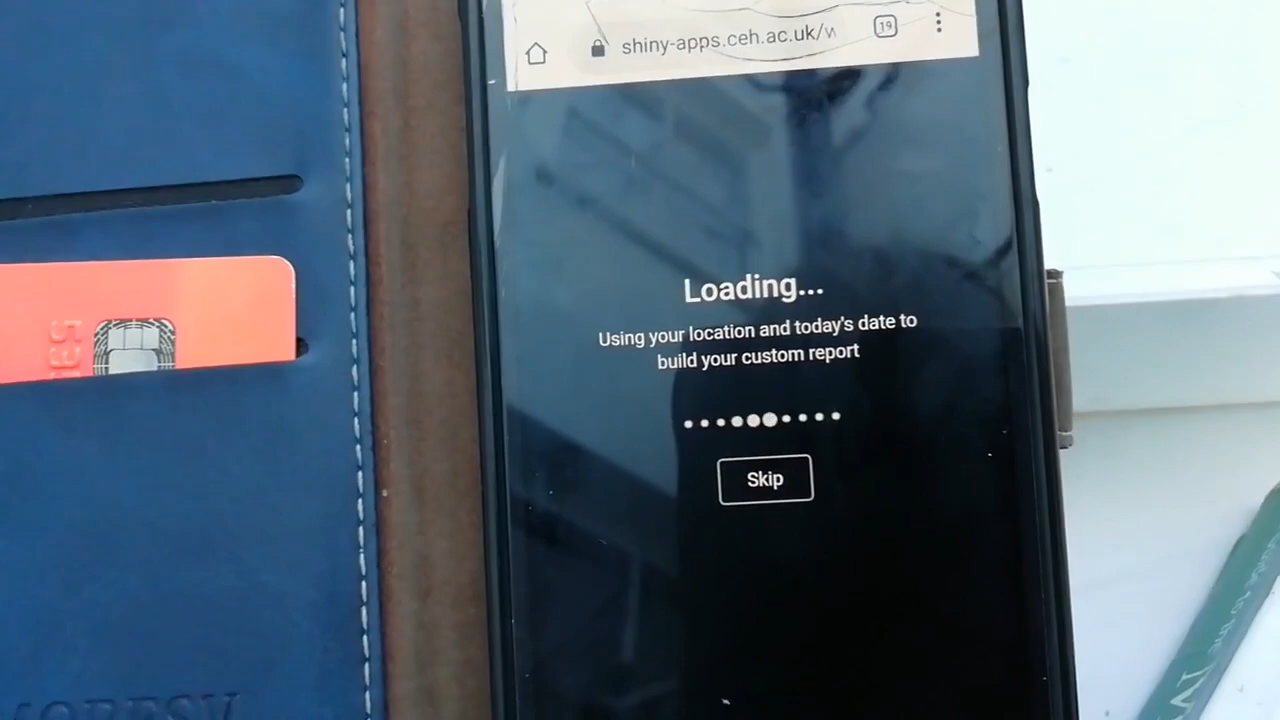 shiny-apps.ceh.ac.uk/w
19
Loading...
Using your location and today's date to
build your custom report
Skip